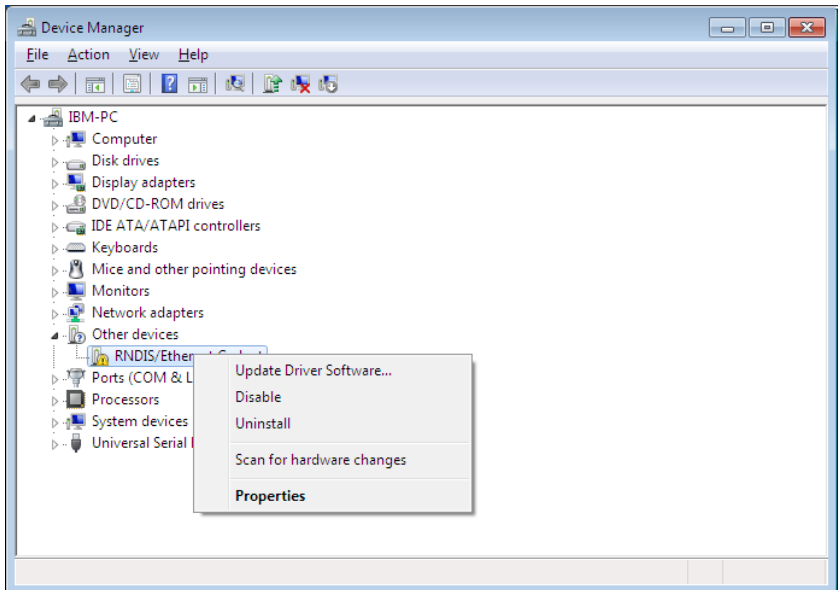 Device Manager
File Action View Help
IBM-PC
Computer
Disk drives
Display adapters
DVD/CD-ROM drives
IDE ATA/ATAPI controllers
Keyboards
Mice and other pointing devices
Monitors
Network adapters
Other devices
RNDIS/Ethernet
Ports (COM &
Processors
System devices
Universal Serial
Update Driver Software...
Disable
Uninstall
Scan for hardware changes
Properties